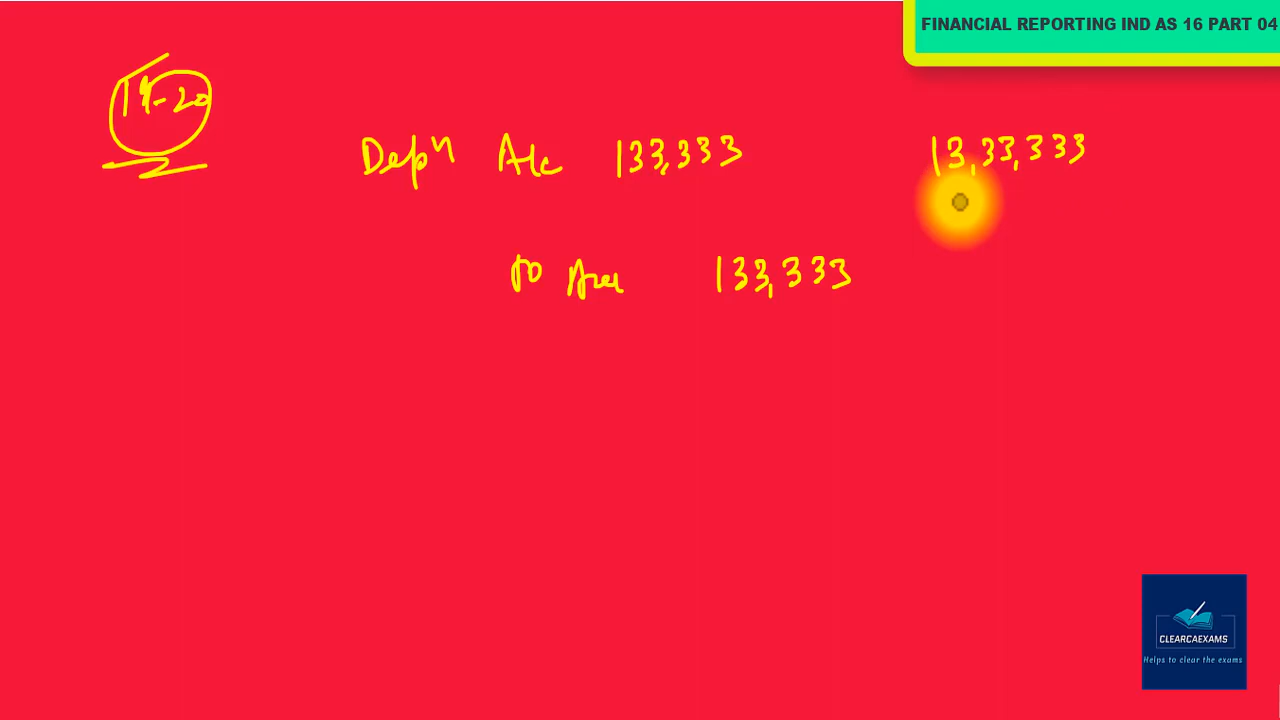 FINANCIAL REPORTING IND AS 16 PART 04
19-20
Depn A/c 133,333 13,33,333
to Asset 133,333
CLEARCAEXAMS
Helps to clear the exams